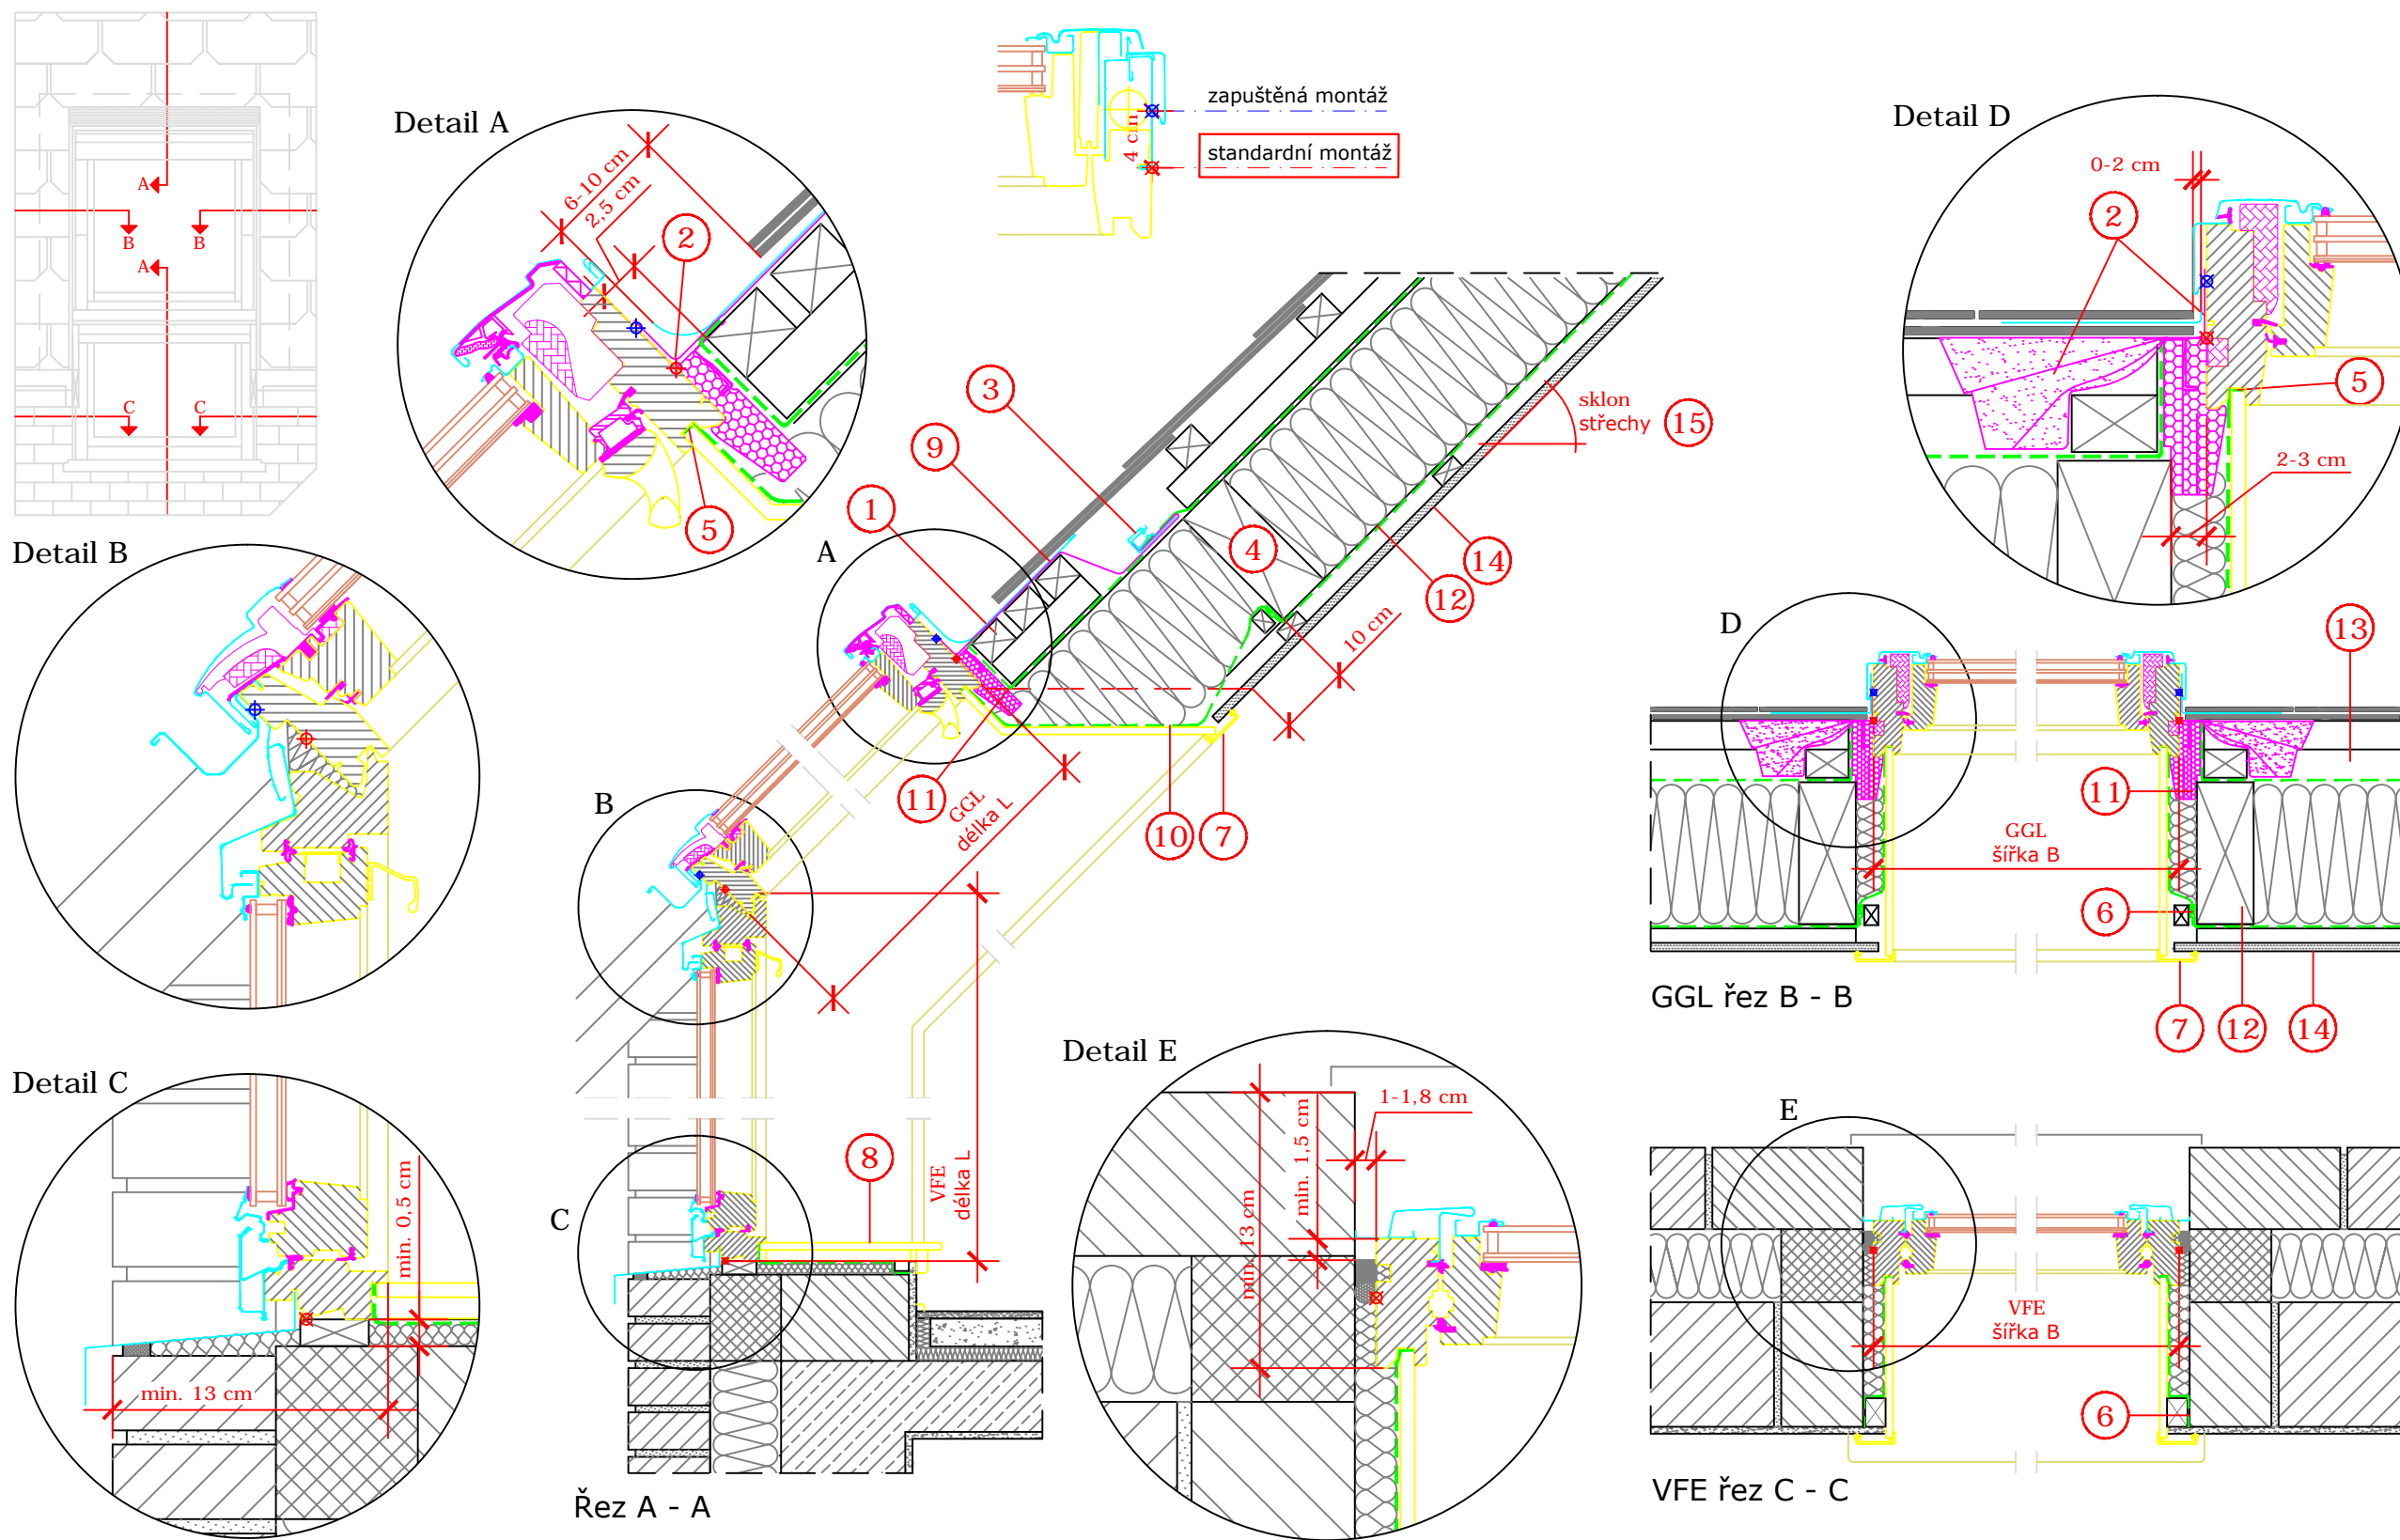 A
B
B
A
C
C
Detail A
6-10 cm
2,5 cm
2
5
zapuštěná montáž
4 cm
standardní montáž
Detail D
0-2 cm
2
5
2-3 cm
Detail B
3
9
1
A
4
sklon
střechy
15
14
12
10 cm
11
GGL
délka L
10
7
B
VFE
délka L
8
C
Řez A - A
D
13
11
GGL
šířka B
6
GGL řez B - B
7
12
14
Detail C
min. 0,5 cm
min. 13 cm
Detail E
1-1,8 cm
min. 1,5 cm
min. 13 cm
E
VFE
šířka B
6
VFE řez C - C